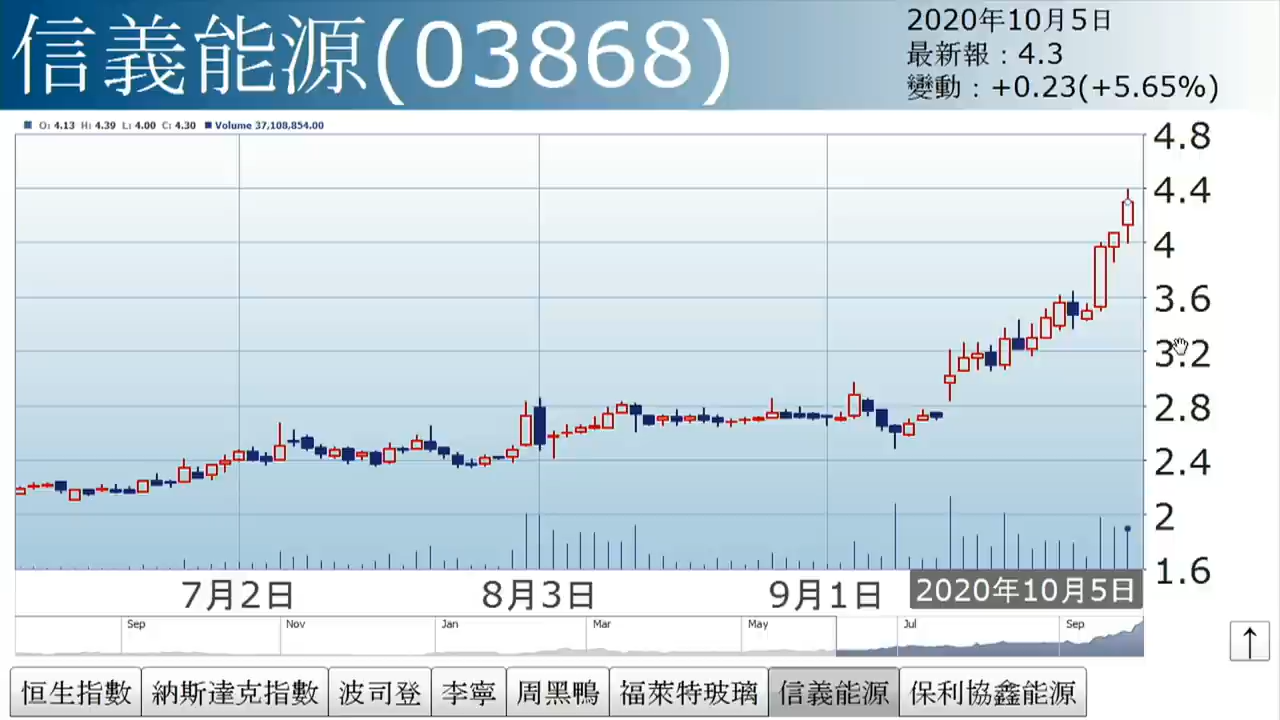 信義能源(03868)
2020年10月5日
最新報：4.3
變動：+0.23(+5.65%)
O: 4.13 H: 4.39 L: 4.00 C: 4.30 Volume 37,108,854.00
4.8
4.4
4
3.6
3.2
2.8
2.4
2
1.6
7月2日 8月3日 9月1日 2020年10月5日
Sep Nov Jan Mar May Jul Sep
↑
恒生指數 納斯達克指數 波司登 李寧 周黑鴨 福萊特玻璃 信義能源 保利協鑫能源